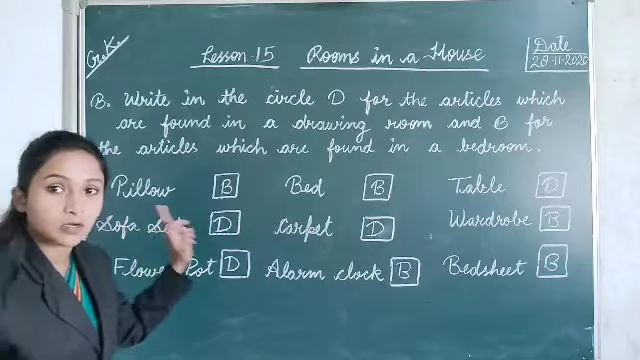 G.K. Lesson 15 Rooms in a House Date
28-11-2020
B. Write in the circle D for the articles which
are found in a drawing room and B for
the articles which are found in a bedroom.
Pillow B Bed B Table D
Sofa Set D Carpet D Wardrobe B
Flower Pot D Alarm clock B Bedsheet B